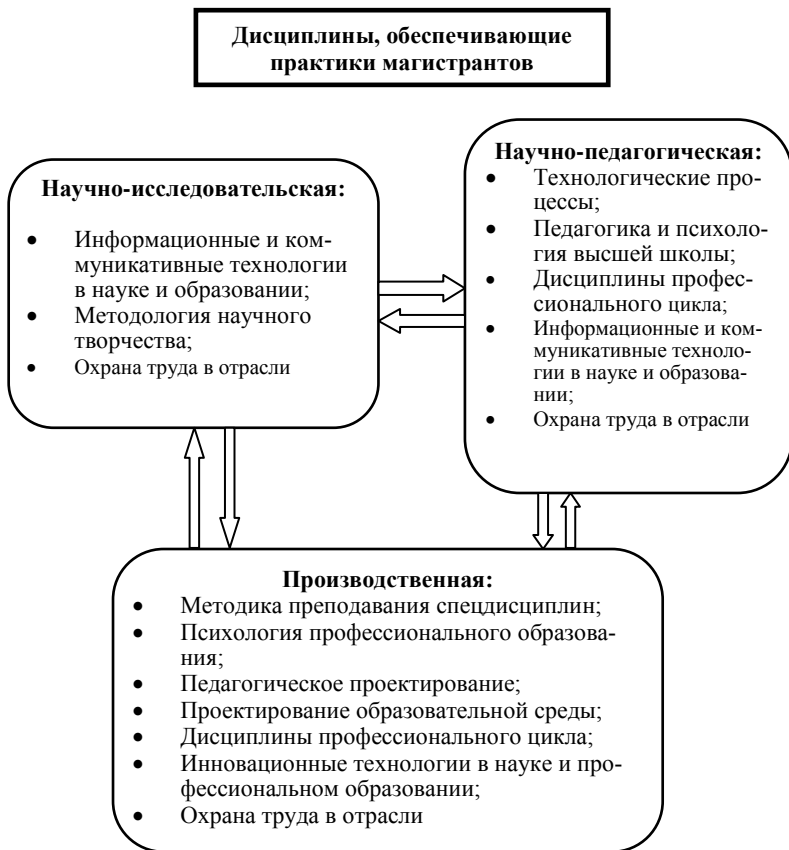 Дисциплины, обеспечивающие
практики магистрантов
Научно-исследовательская:
• Информационные и ком-
муникативные технологии
в науке и образовании;
• Методология научного
творчества;
• Охрана труда в отрасли
Научно-педагогическая:
• Технологические про-
цессы;
• Педагогика и психоло-
гия высшей школы;
• Дисциплины профес-
сионального цикла;
• Информационные и ком-
муникативные техноло-
гии в науке и образова-
нии;
• Охрана труда в отрасли
Производственная:
• Методика преподавания спецдисциплин;
• Психология профессионального образова-
ния;
• Педагогическое проектирование;
• Проектирование образовательной среды;
• Дисциплины профессионального цикла;
• Инновационные технологии в науке и про-
фессиональном образовании;
• Охрана труда в отрасли